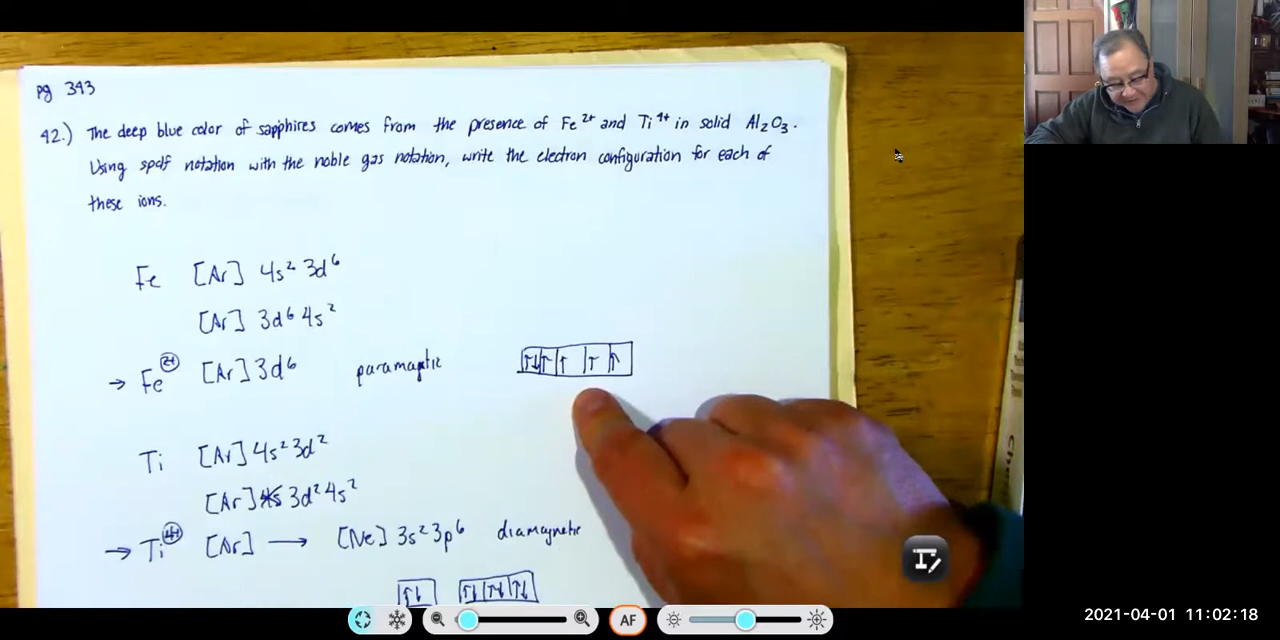 pg 343
42.) The deep blue color of sapphires comes from the presence of Fe²⁺ and Ti⁴⁺ in solid Al₂O₃.
Using spdf notation with the noble gas notation, write the electron configuration for each of
these ions.
Fe [Ar] 4s² 3d⁶
[Ar] 3d⁶ 4s²
→ Fe²⁺ [Ar] 3d⁶ paramagnetic ↑↓ ↑ ↑ ↑ ↑
Ti [Ar] 4s² 3d²
[Ar] 3d² 4s²
→ Ti⁴⁺ [Ar] → [Ne] 3s² 3p⁶ diamagnetic
↑↓ ↑↓ ↑↓ ↑↓
AF
2021-04-01 11:02:18